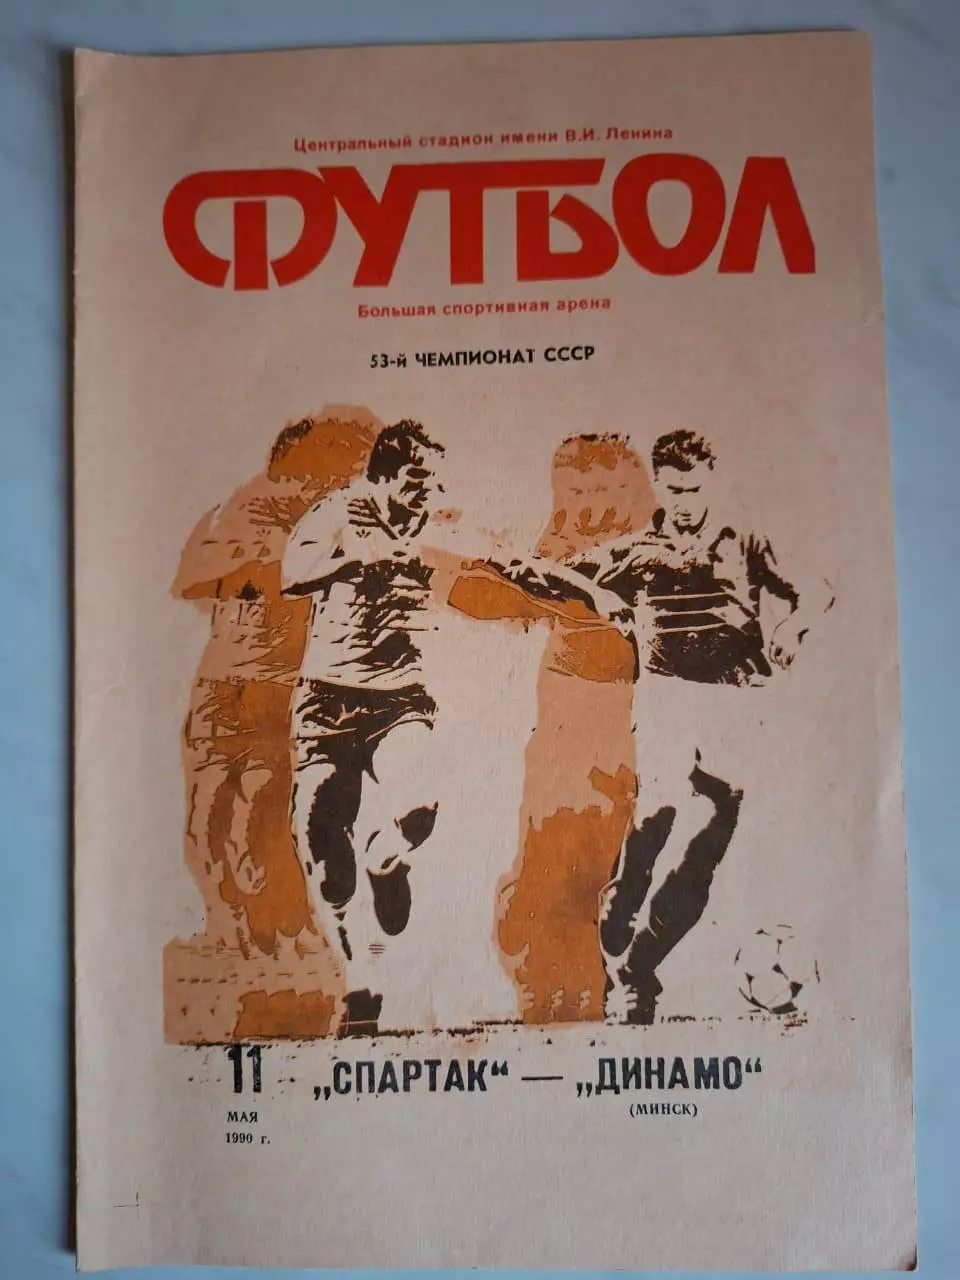 Центральный стадион имени В.И. Ленина
ФУТБОЛ
Большая спортивная арена
53-й ЧЕМПИОНАТ СССР
11 „СПАРТАК“ — „ДИНАМО“
МАЯ (МИНСК)
1990 г.